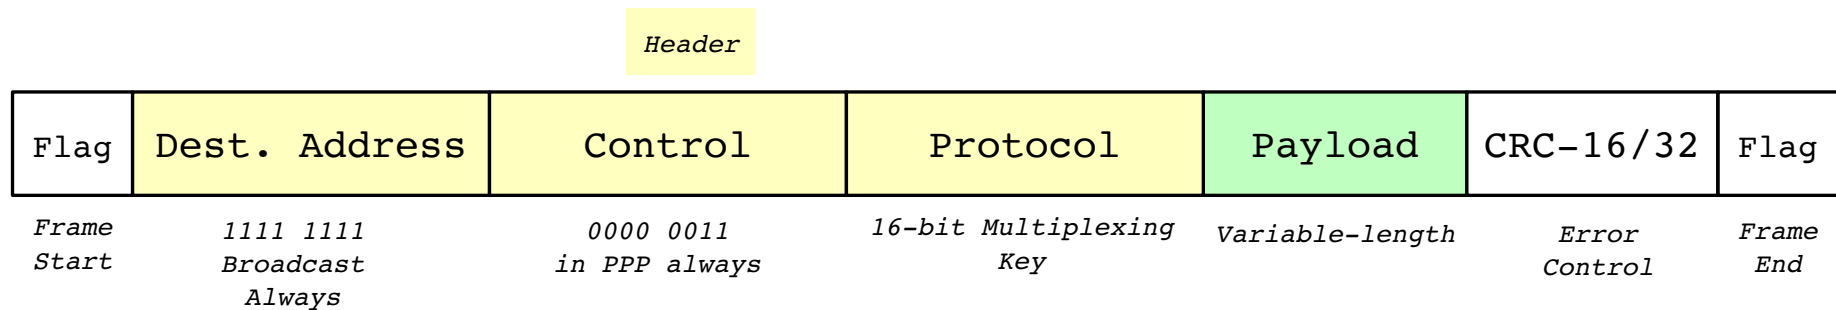 Header
Flag Dest. Address Control Protocol Payload CRC-16/32 Flag
Frame Start
1111 1111
Broadcast
Always
0000 0011
in PPP always
16-bit Multiplexing
Key
Variable-length
Error
Control
Frame
End